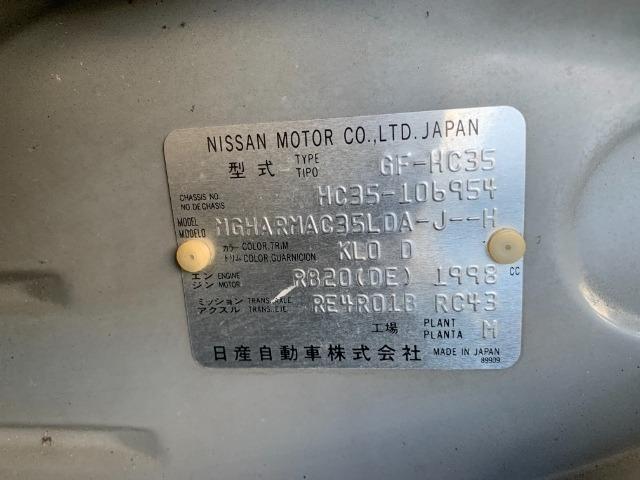 NISSAN MOTOR CO.,LTD. JAPAN
型式 TYPE TIPO GF-HC35
CHASSIS NO. NO DE CHASIS HC35-106954
MODEL MODELO MGHARMAC35LDA-J--H
カラー COLOR, TRIM トリム COLOR, GUARNICION KL0 D
エンジン ENGINE MOTOR RB20(DE) 1998 CC
ミッション TRANS. AXLE アクスル TRANS. EJE RE4R01B RC43
工場 PLANT PLANTA M
日産自動車株式会社 MADE IN JAPAN
89909